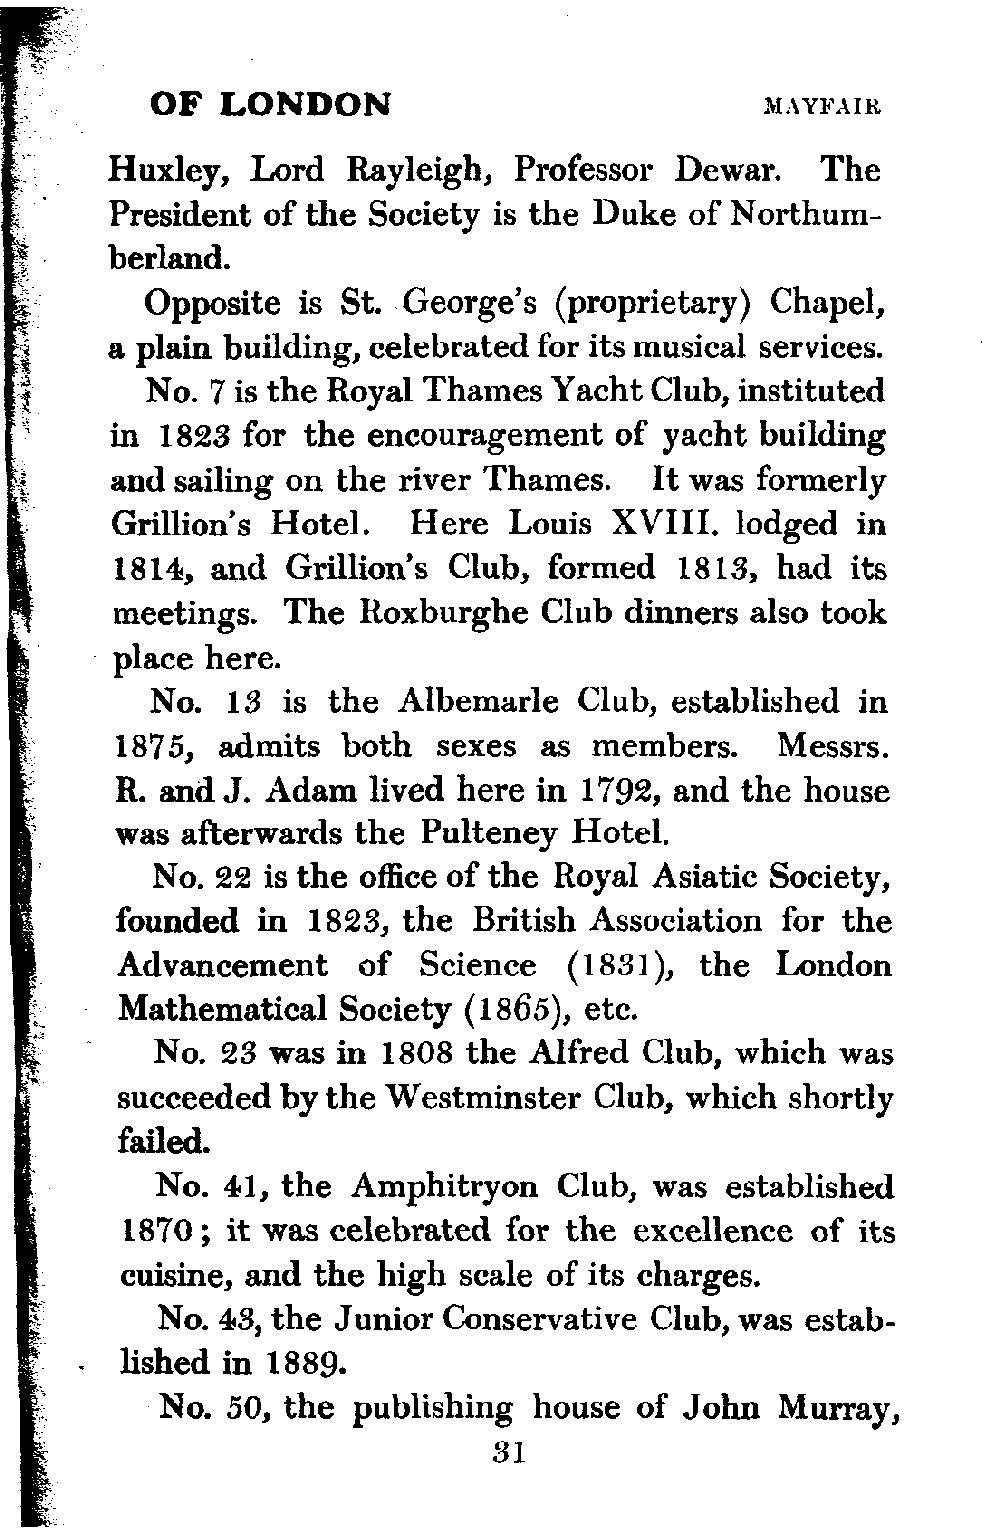 OF LONDON MAYFAIR
Huxley, Lord Rayleigh, Professor Dewar. The
President of the Society is the Duke of Northum-
berland.
Opposite is St. George's (proprietary) Chapel,
a plain building, celebrated for its musical services.
No. 7 is the Royal Thames Yacht Club, instituted
in 1823 for the encouragement of yacht building
and sailing on the river Thames. It was formerly
Grillion's Hotel. Here Louis XVIII. lodged in
1814, and Grillion's Club, formed 1813, had its
meetings. The Roxburghe Club dinners also took
place here.
No. 13 is the Albemarle Club, established in
1875, admits both sexes as members. Messrs.
R. and J. Adam lived here in 1792, and the house
was afterwards the Pulteney Hotel.
No. 22 is the office of the Royal Asiatic Society,
founded in 1823, the British Association for the
Advancement of Science (1831), the London
Mathematical Society (1865), etc.
No. 23 was in 1808 the Alfred Club, which was
succeeded by the Westminster Club, which shortly
failed.
No. 41, the Amphitryon Club, was established
1870; it was celebrated for the excellence of its
cuisine, and the high scale of its charges.
No. 43, the Junior Conservative Club, was estab-
lished in 1889.
No. 50, the publishing house of John Murray,
31